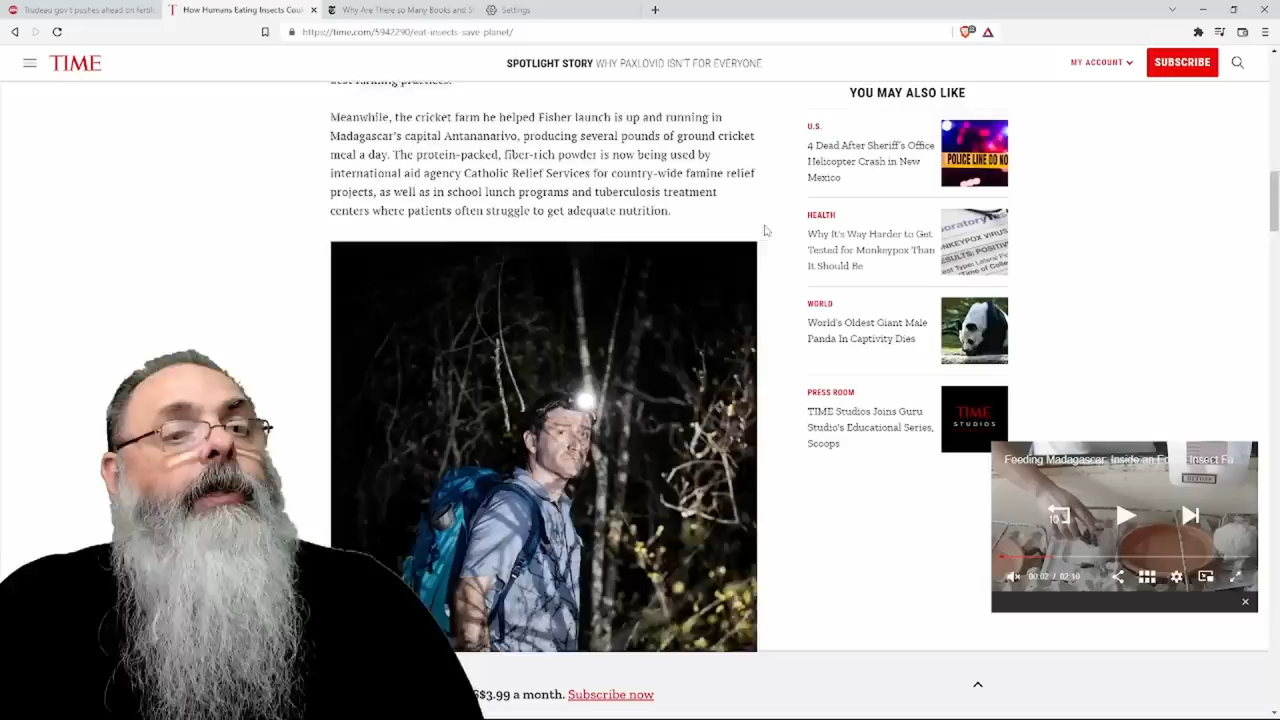 Trudeau gov't pushes ahead on fertili
How Humans Eating Insects Coul
Why Are There so Many Books and S
Settings
https://time.com/5942290/eat-insects-save-planet/
TIME
SPOTLIGHT STORY WHY PAXLOVID ISN'T FOR EVERYONE
MY ACCOUNT
SUBSCRIBE
best farming practices.
Meanwhile, the cricket farm he helped Fisher launch is up and running in
Madagascar's capital Antananarivo, producing several pounds of ground cricket
meal a day. The protein-packed, fiber-rich powder is now being used by
international aid agency Catholic Relief Services for country-wide famine relief
projects, as well as in school lunch programs and tuberculosis treatment
centers where patients often struggle to get adequate nutrition.
YOU MAY ALSO LIKE
U.S.
4 Dead After Sheriff's Office
Helicopter Crash in New
Mexico
POLICE LINE DO NO
HEALTH
Why It's Way Harder to Get
Tested for Monkeypox Than
It Should Be
WORLD
World's Oldest Giant Male
Panda In Captivity Dies
PRESS ROOM
TIME Studios Joins Guru
Studio's Educational Series,
Scoops
TIME
STUDIOS
Feeding Madagascar: Inside an Insect Fa
10
00:02 / 02:10
$3.99 a month. Subscribe now